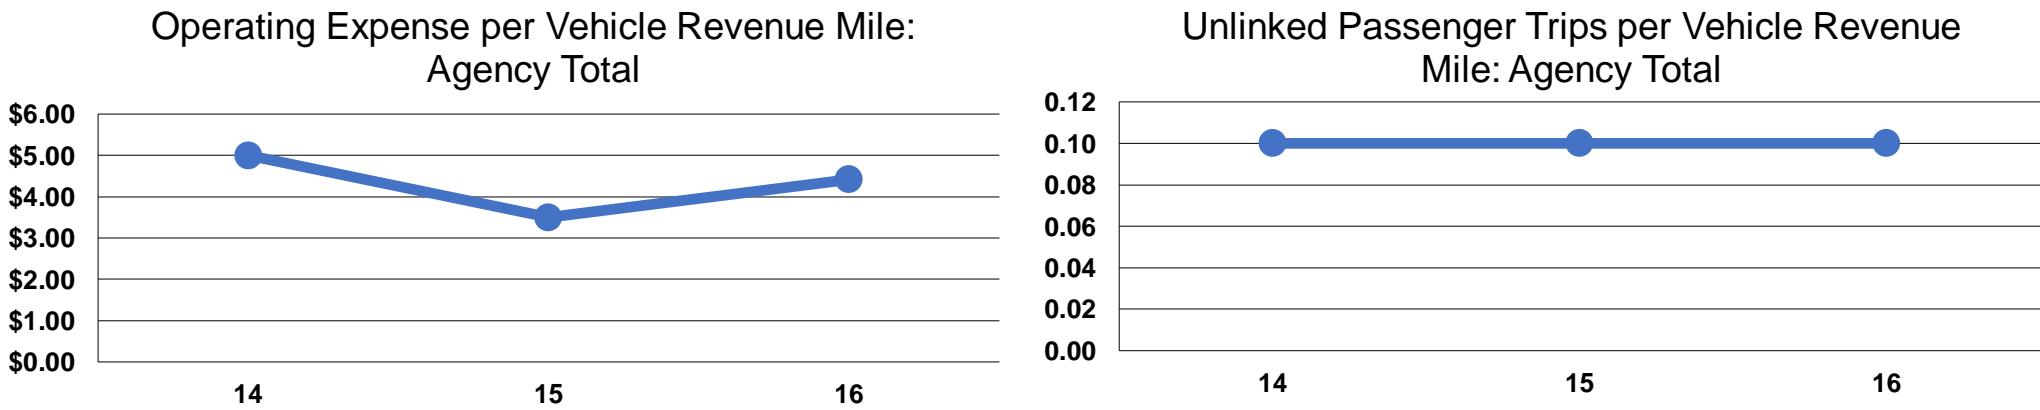 Operating Expense per Vehicle Revenue Mile:
Agency Total
$6.00
$5.00
$4.00
$3.00
$2.00
$1.00
$0.00
14 15 16
Unlinked Passenger Trips per Vehicle Revenue
Mile: Agency Total
0.12
0.10
0.08
0.06
0.04
0.02
0.00
14 15 16